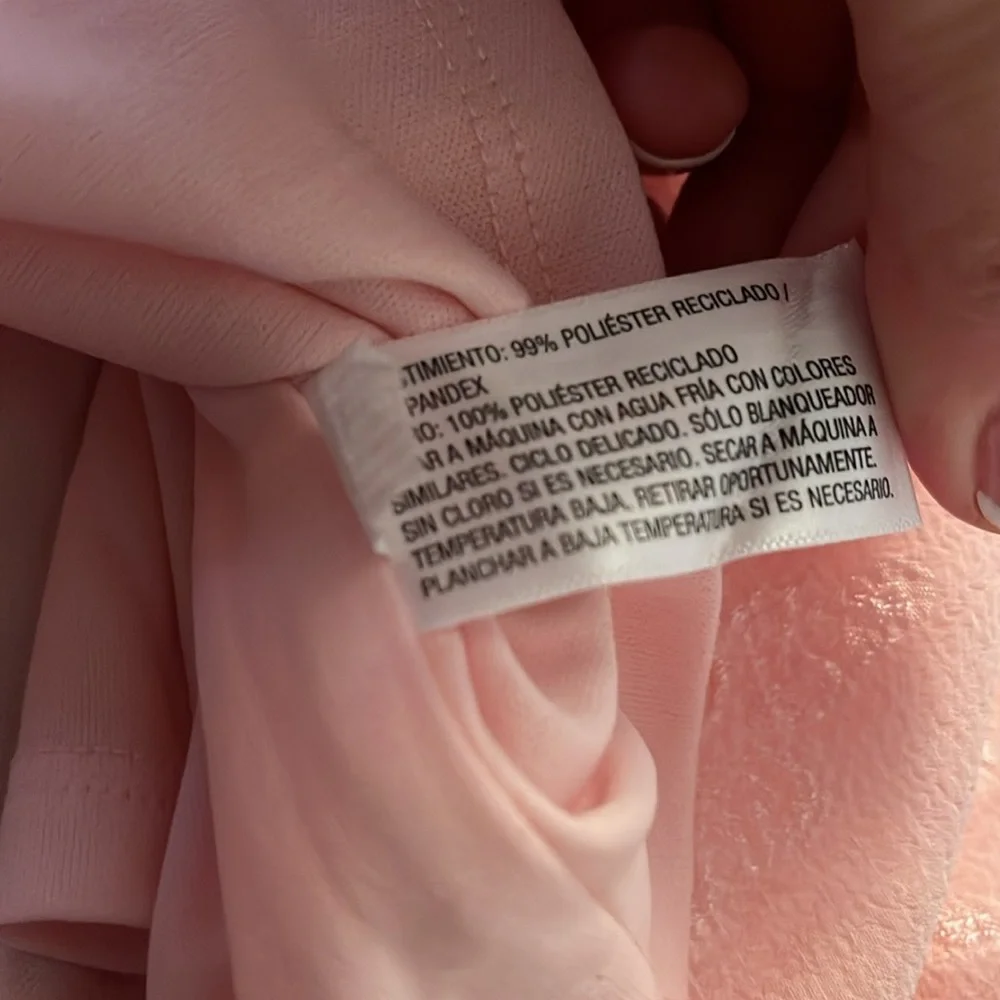 TIMIENTO: 99% POLIÉSTER RECICLADO /
PANDEX
O: 100% POLIÉSTER RECICLADO
R A MÁQUINA CON AGUA FRÍA CON COLORES
SIMILARES. CICLO DELICADO. SÓLO BLANQUEADOR
SIN CLORO SI ES NECESARIO. SECAR A MÁQUINA A
TEMPERATURA BAJA. RETIRAR OPORTUNAMENTE.
PLANCHAR A BAJA TEMPERATURA SI ES NECESARIO.